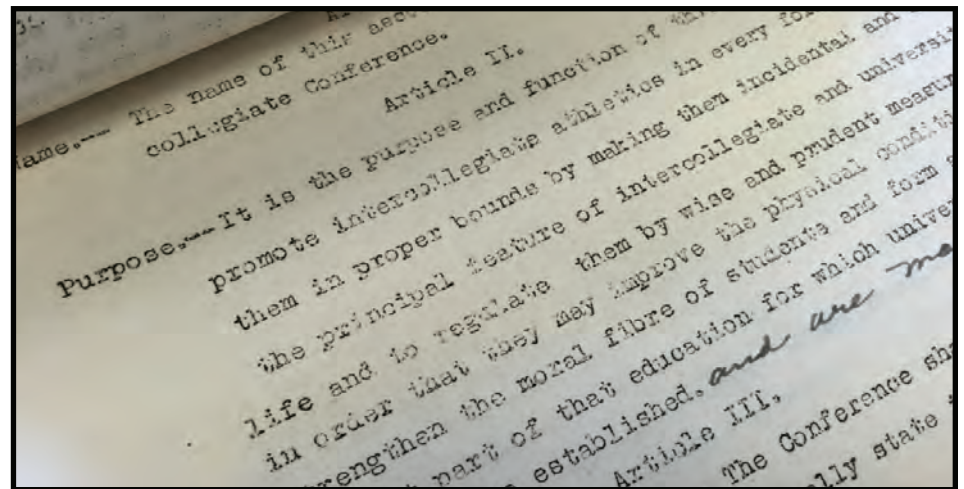 Name.-- The name of this
collegiate Conference.
Article II.
Purpose.--It is the purpose and function of
promote intercollegiate athletics in every
them in proper bounds by making them incidental and
the principal feature of intercollegiate and
life and to regulate them by wise and prudent
in order that they may improve the physical
the moral fibre of students and form
part of that education for which
established. and are
Article III.
The Conference
state